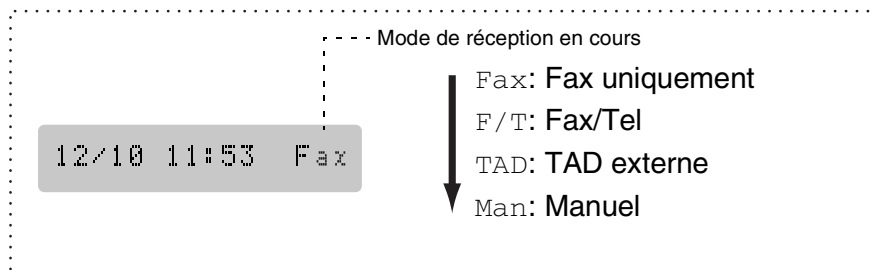 Mode de réception en cours
Fax: Fax uniquement
F/T: Fax/Tel
12/10 11:53 Fax
TAD: TAD externe
Man: Manuel